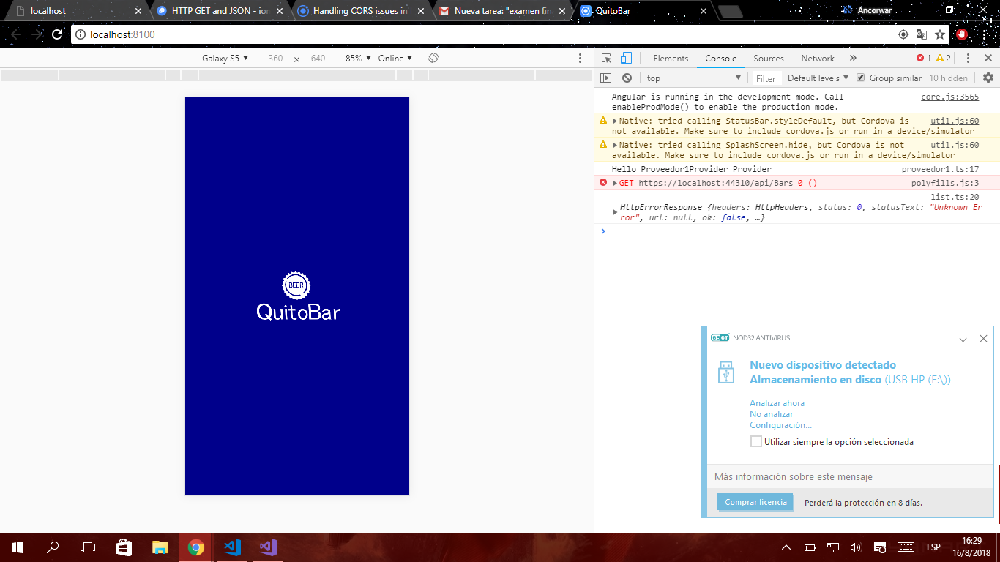 localhost
HTTP GET and JSON - ion
Handling CORS issues in
Nueva tarea: "examen fin
QuitoBar
Ancorwar
localhost:8100
Galaxy S5 ▼ 360 × 640 85% ▼ Online ▼
Elements Console Sources Network » 1 2
top ▼ Filter Default levels ▼ Group similar 10 hidden
Angular is running in the development mode. Call core.js:3565
enableProdMode() to enable the production mode.
Native: tried calling StatusBar.styleDefault, but Cordova is util.js:60
not available. Make sure to include cordova.js or run in a device/simulator
Native: tried calling SplashScreen.hide, but Cordova is not util.js:60
available. Make sure to include cordova.js or run in a device/simulator
Hello Proveedor1Provider Provider proveedor1.ts:17
GET https://localhost:44310/api/Bars 0 () polyfills.js:3
list.ts:20
HttpErrorResponse {headers: HttpHeaders, status: 0, statusText: "Unknown Er
ror", url: null, ok: false, …}
BEER
QuitoBar
eset NOD32 ANTIVIRUS
Nuevo dispositivo detectado
Almacenamiento en disco (USB HP (E:\))
Analizar ahora
No analizar
Configuración...
Utilizar siempre la opción seleccionada
Más información sobre este mensaje
Comprar licencia Perderá la protección en 8 días.
ESP
16:29
16/8/2018